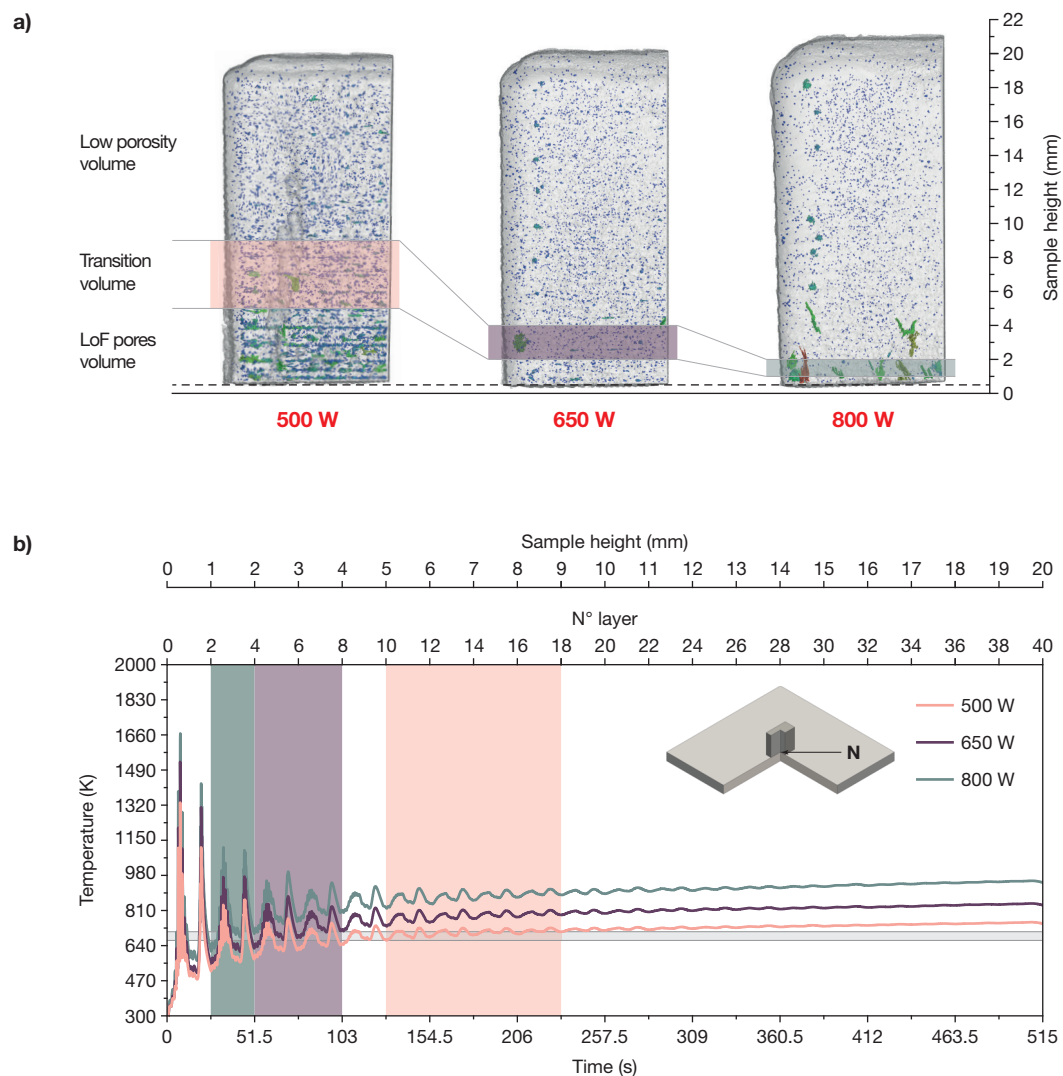 a)
22
20
18
16
14
12
10
8
6
4
2
0
Sample height (mm)
Low porosity
volume
Transition
volume
LoF pores
volume
500 W
650 W
800 W
b)
Sample height (mm)
0 1 2 3 4 5 6 7 8 9 10 11 12 13 14 15 16 17 18 19 20
N° layer
0 2 4 6 8 10 12 14 16 18 20 22 24 26 28 30 32 34 36 38 40
2000
1830
1660
1490
1320
1150
980
810
640
470
300
Temperature (K)
500 W
650 W
800 W
N
0 51.5 103 154.5 206 257.5 309 360.5 412 463.5 515
Time (s)